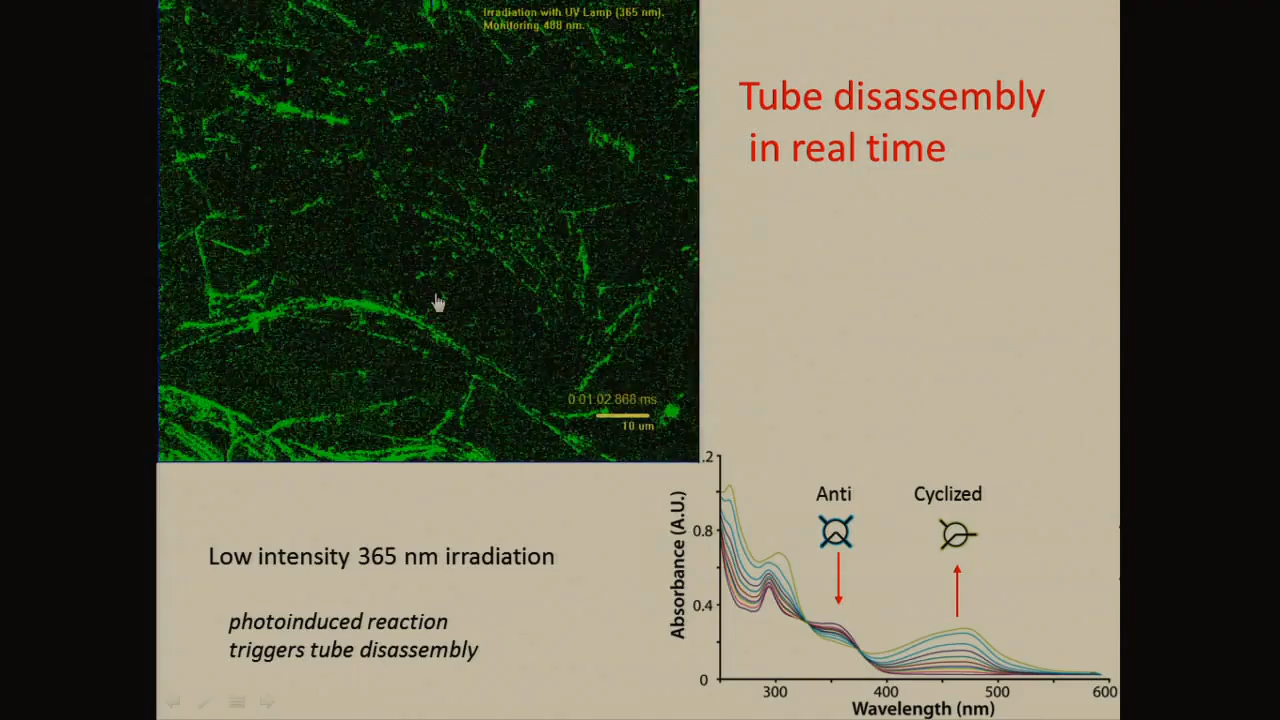 Irradiation with UV Lamp (365 nm).
Monitoring 488 nm.
Tube disassembly
in real time
0:01:02.868 ms
10 um
Low intensity 365 nm irradiation
photoinduced reaction
triggers tube disassembly
Anti
Cyclized
.2
0.8
0.4
0
Absorbance (A.U.)
300
400
500
600
Wavelength (nm)